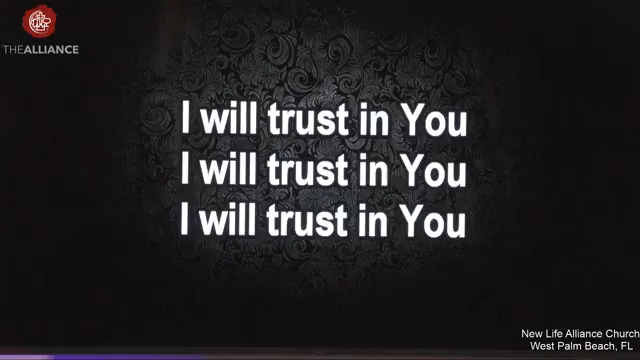 THEALLIANCE
I will trust in You
I will trust in You
I will trust in You
New Life Alliance Church
West Palm Beach, FL